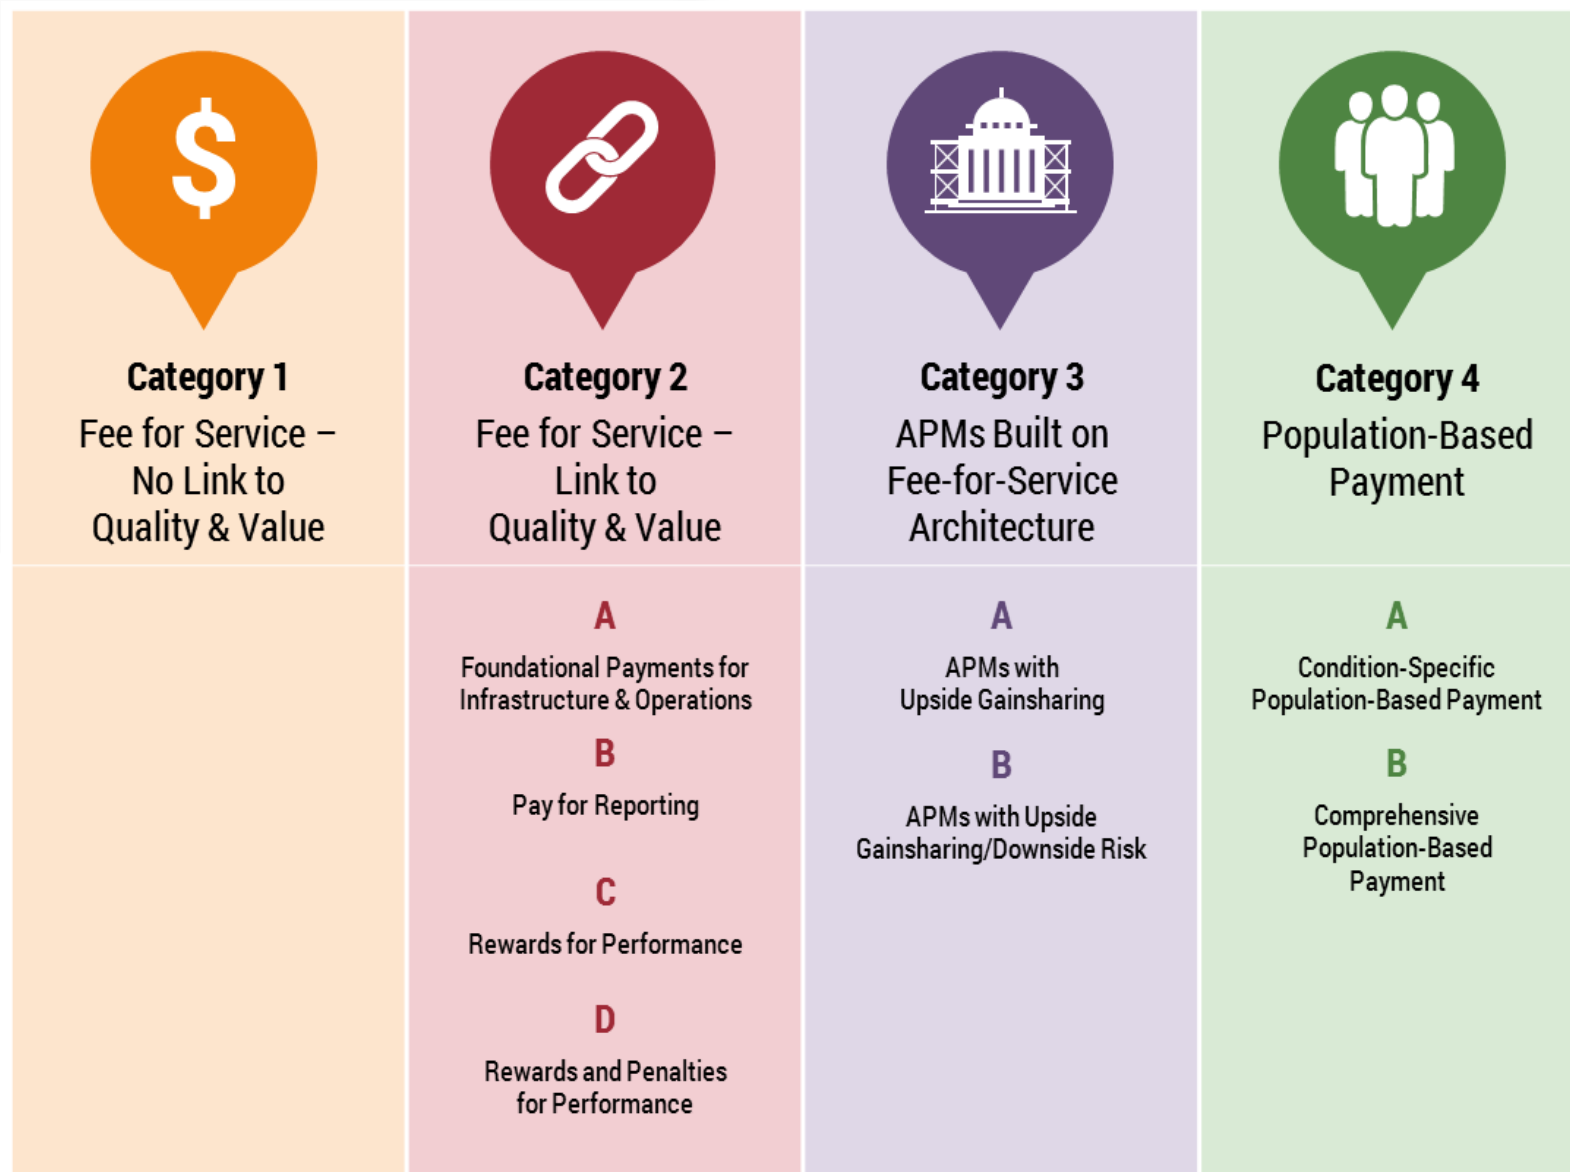 $
Category 1
Fee for Service –
No Link to
Quality & Value
Category 2
Fee for Service –
Link to
Quality & Value
A
Foundational Payments for
Infrastructure & Operations
B
Pay for Reporting
C
Rewards for Performance
D
Rewards and Penalties
for Performance
Category 3
APMs Built on
Fee-for-Service
Architecture
A
APMs with
Upside Gainsharing
B
APMs with Upside
Gainsharing/Downside Risk
Category 4
Population-Based
Payment
A
Condition-Specific
Population-Based Payment
B
Comprehensive
Population-Based
Payment